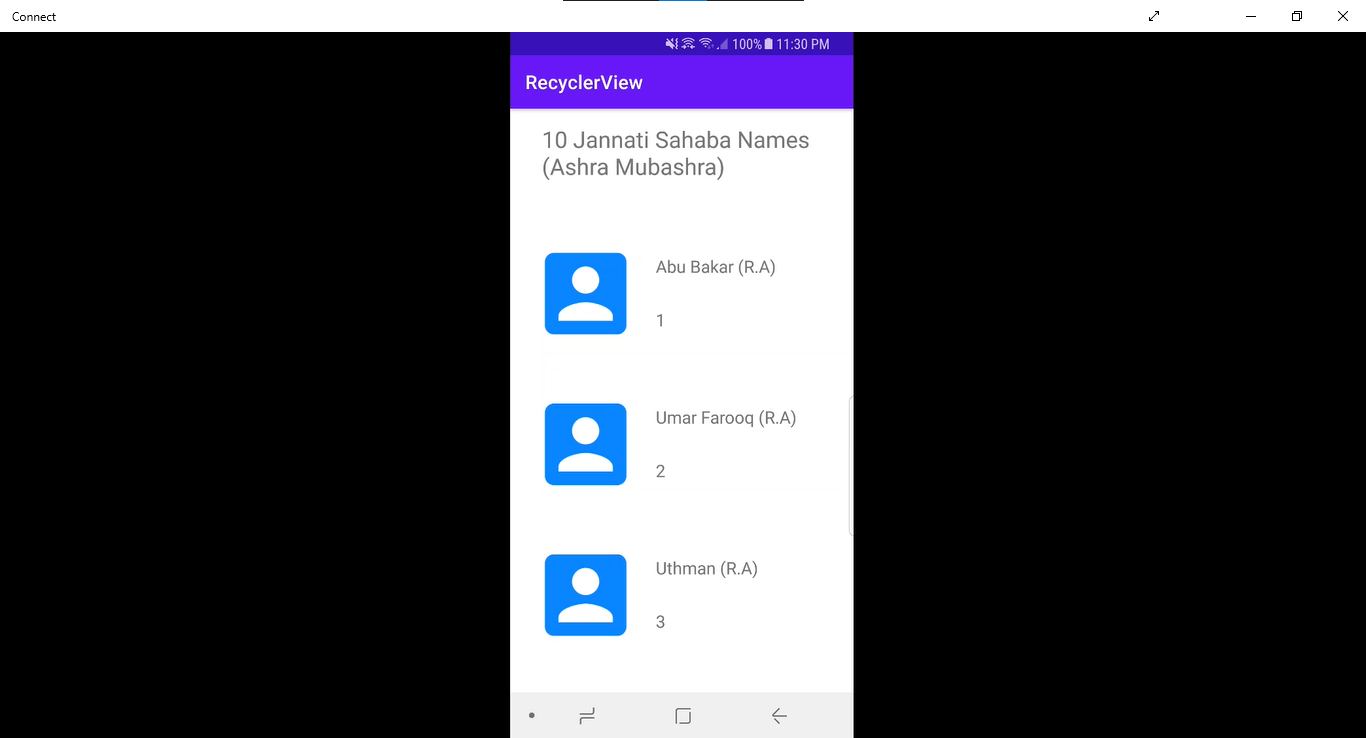 Connect
100% 11:30 PM
RecyclerView
10 Jannati Sahaba Names
(Ashra Mubashra)
Abu Bakar (R.A)
1
Umar Farooq (R.A)
2
Uthman (R.A)
3